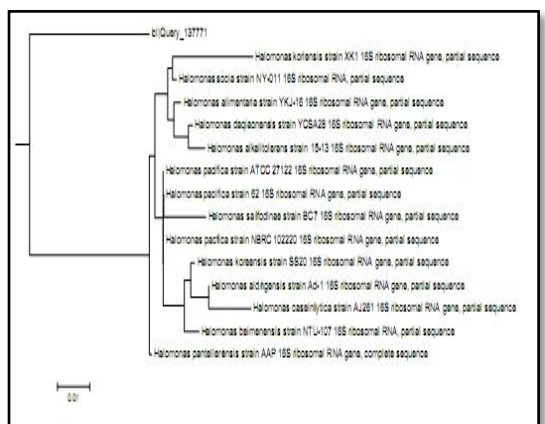 bl|Query_137771
Halomonas koriensis strain XK1 16S ribosomal RNA gene, partial sequence
Halomonas socia strain NY-011 16S ribosomal RNA, partial sequence
Halomonas alimentaria strain YKJ-16 16S ribosomal RNA gene, partial sequence
Halomonas daqiaonensis strain YCSA28 16S ribosomal RNA gene, partial sequence
Halomonas alkalitolerans strain 15-13 16S ribosomal RNA gene, partial sequence
Halomonas pacifica strain ATCC 27122 16S ribosomal RNA gene, partial sequence
Halomonas pacifica strain 62 16S ribosomal RNA gene, partial sequence
Halomonas salifodinae strain BC7 16S ribosomal RNA gene, partial sequence
Halomonas pacifica strain NBRC 102220 16S ribosomal RNA gene, partial sequence
Halomonas koreensis strain SS20 16S ribosomal RNA gene, partial sequence
Halomonas strain Ad-1 16S ribosomal RNA gene, partial sequence
Halomonas caseinilytica strain AJ261 16S ribosomal RNA gene, partial sequence
Halomonas beimenensis strain NTU-107 16S ribosomal RNA, partial sequence
Halomonas pantelleriensis strain AAP 16S ribosomal RNA gene, complete sequence
0.01